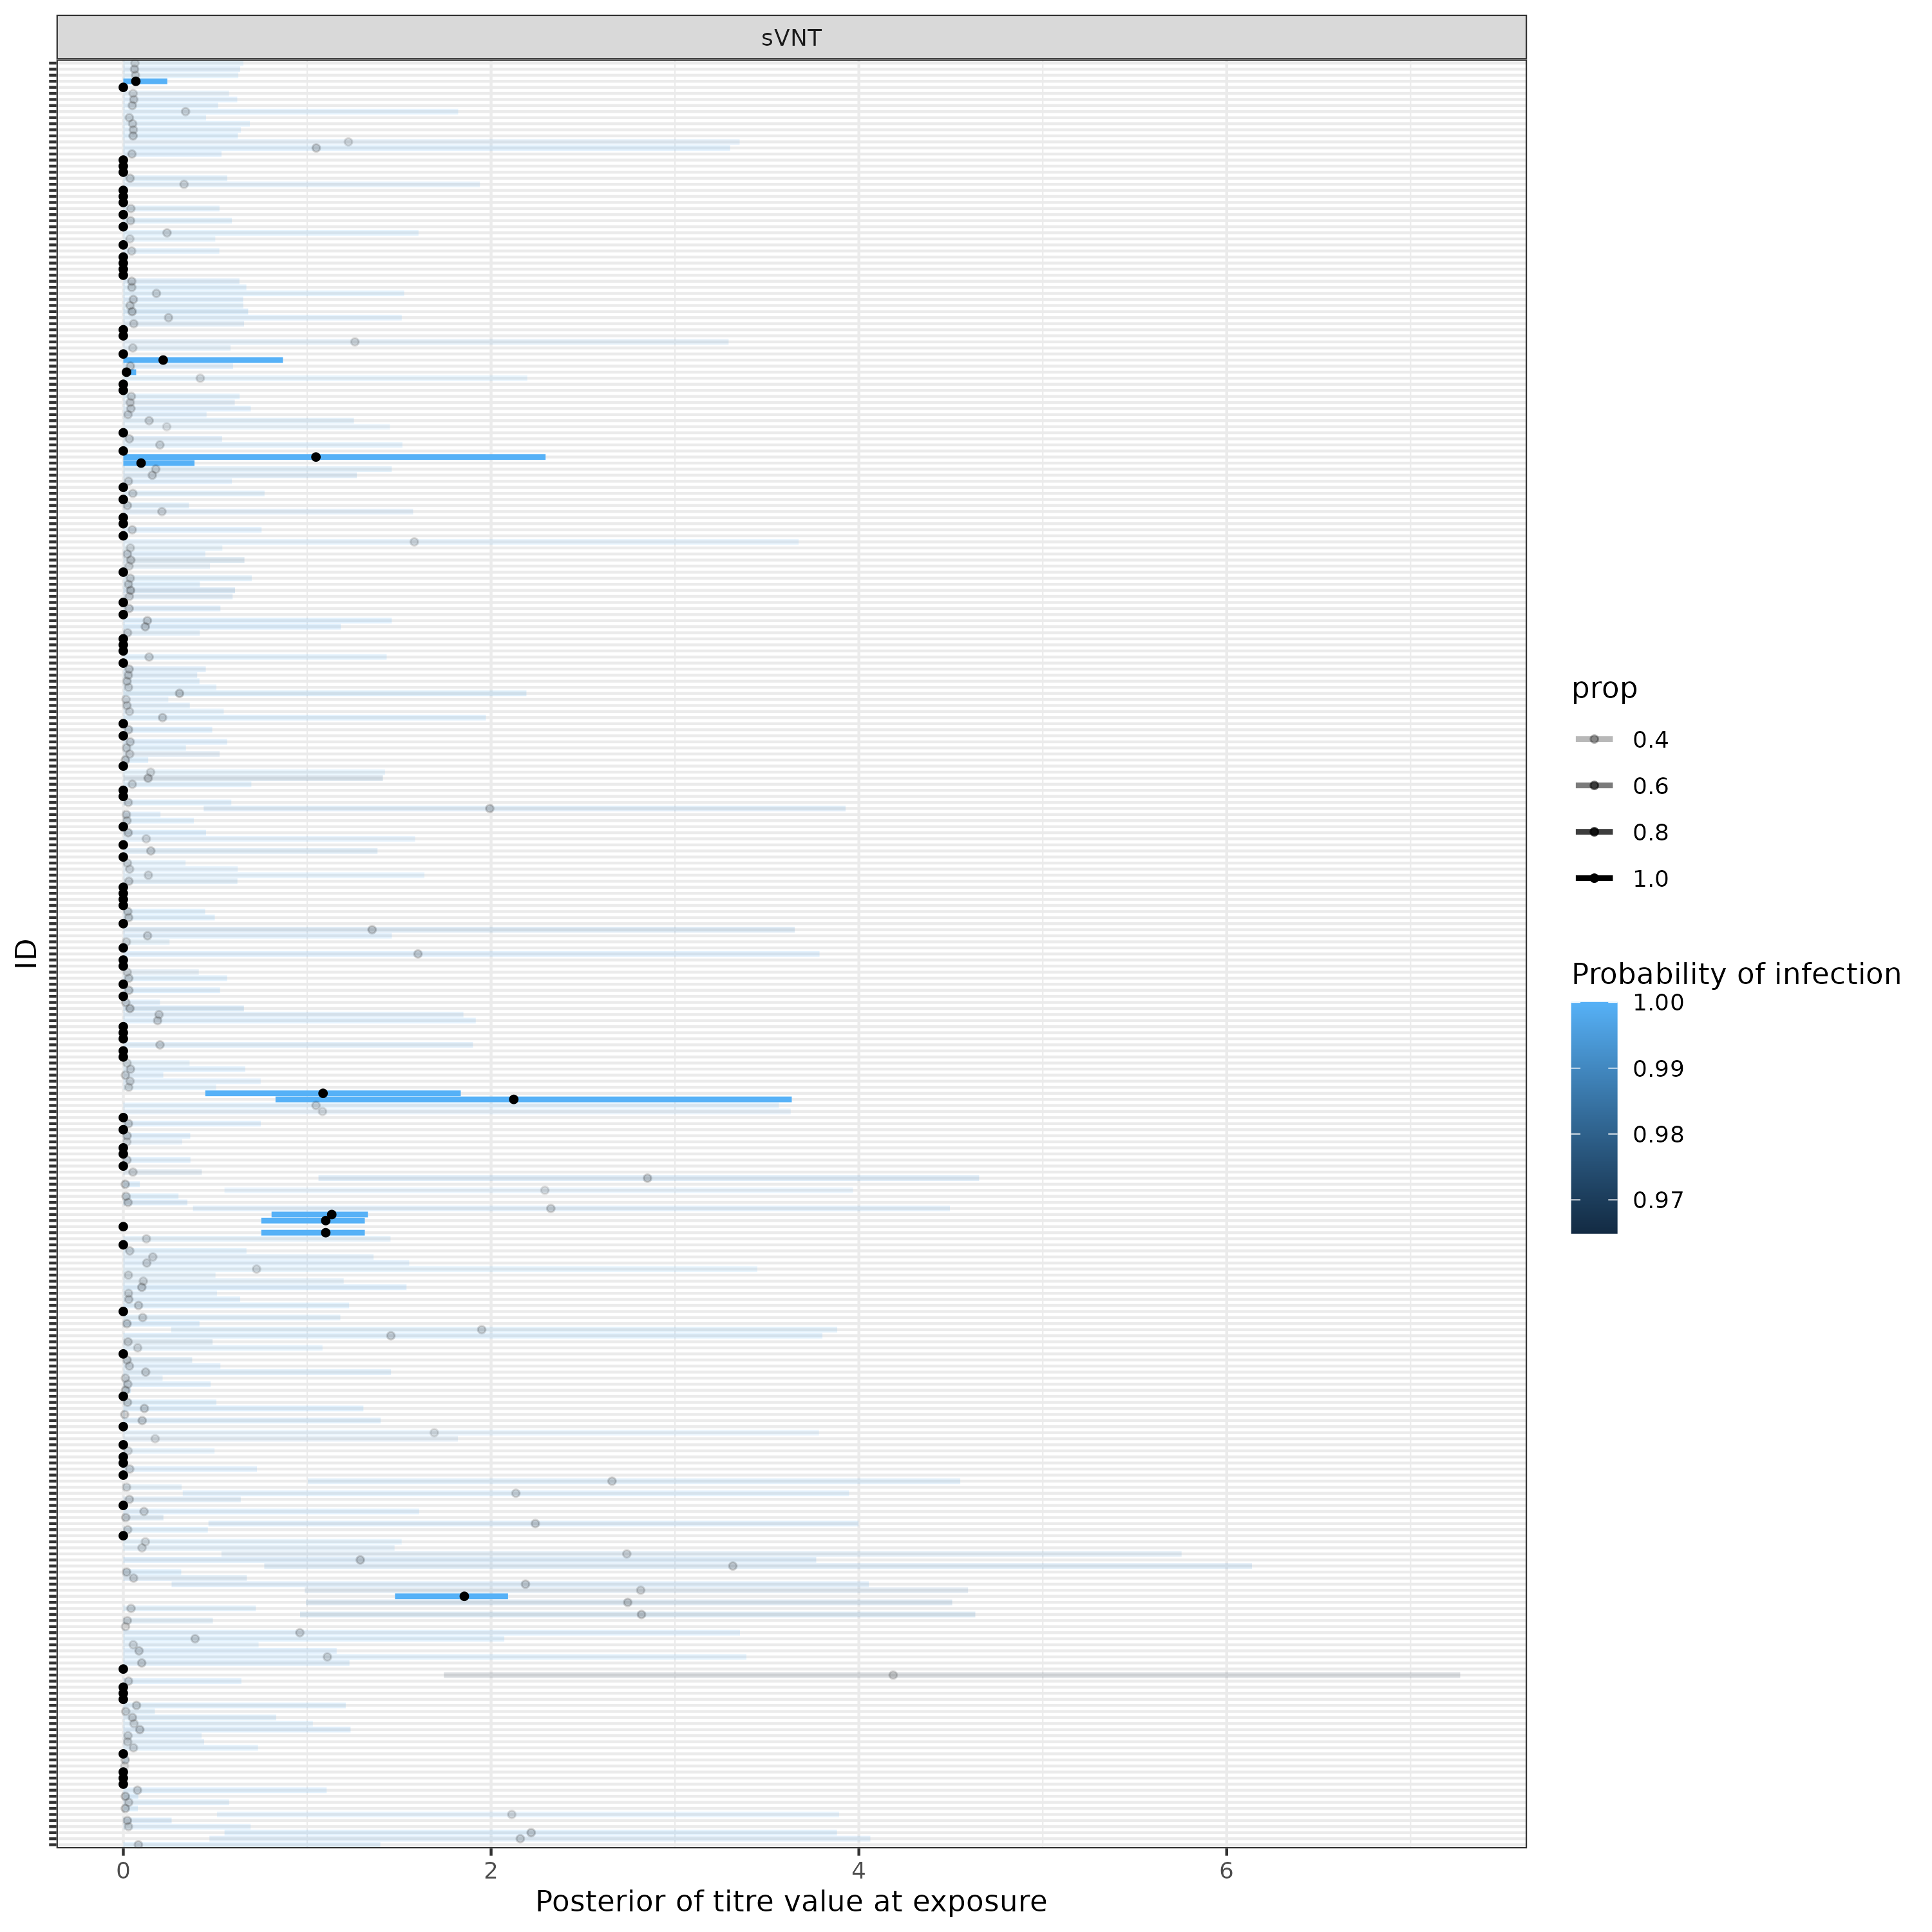 sVNT
ID
0 2 4 6
Posterior of titre value at exposure
prop
0.4
0.6
0.8
1.0
Probability of infection
1.00
0.99
0.98
0.97